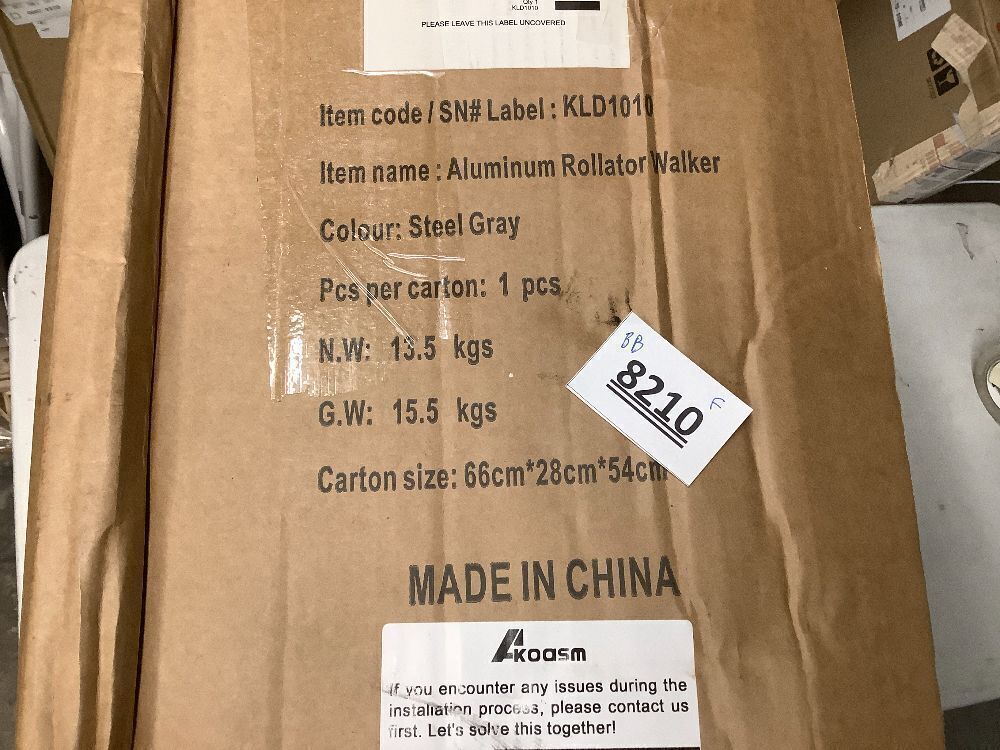 Qty 1
KLD1010
PLEASE LEAVE THIS LABEL UNCOVERED
Item code / SN# Label : KLD1010
Item name : Aluminum Rollator Walker
Colour: Steel Gray
Pcs per carton: 1 pcs
N.W: 13.5 kgs
BB
8210 F
G.W: 15.5 kgs
Carton size: 66cm*28cm*54cm
MADE IN CHINA
Akoasm
If you encounter any issues during the
installation process, please contact us
first. Let's solve this together!